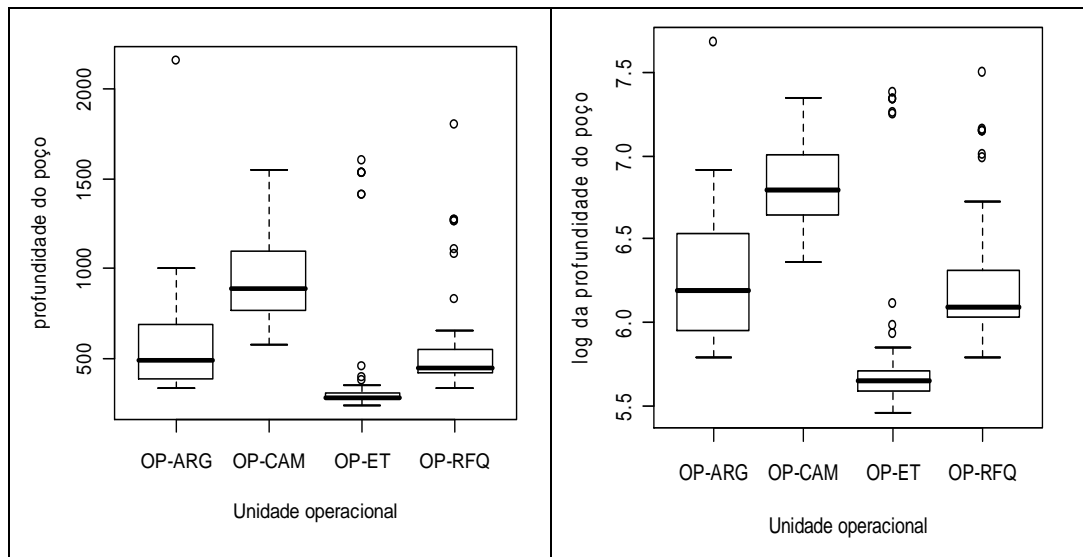 profundidade do poço
2000
1500
1000
500
OP-ARG OP-CAM OP-ET OP-RFQ
Unidade operacional
log da profundidade do poço
7.5
7.0
6.5
6.0
5.5
OP-ARG OP-CAM OP-ET OP-RFQ
Unidade operacional